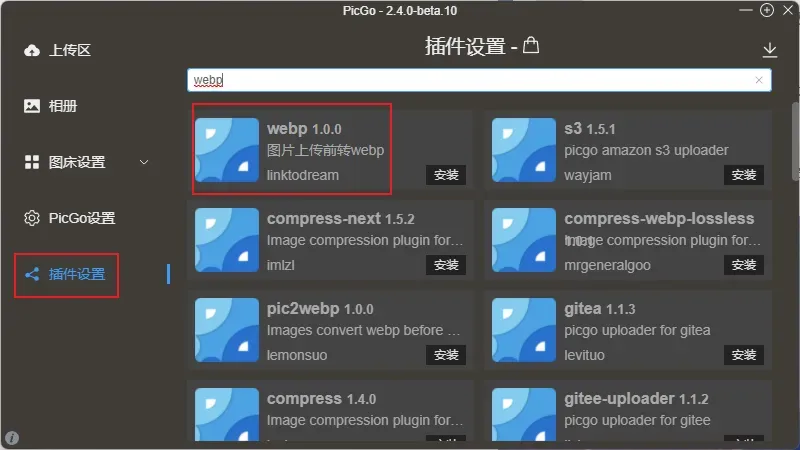 PicGo - 2.4.0-beta.10
上传区
相册
图床设置
PicGo设置
插件设置
插件设置 -
webp
webp 1.0.0
图片上传前转webp
linktodream
安装
s3 1.5.1
picgo amazon s3 uploader
wayjam
安装
compress-next 1.5.2
Image compression plugin for...
imlzl
安装
compress-webp-lossless
Image compression plugin for...
mrgeneralgoo
安装
pic2webp 1.0.0
Images convert webp before ...
lemonsuo
安装
gitea 1.1.3
picgo uploader for gitea
levituo
安装
compress 1.4.0
Image compression plugin for...
gitee-uploader 1.1.2
picgo uploader for gitee